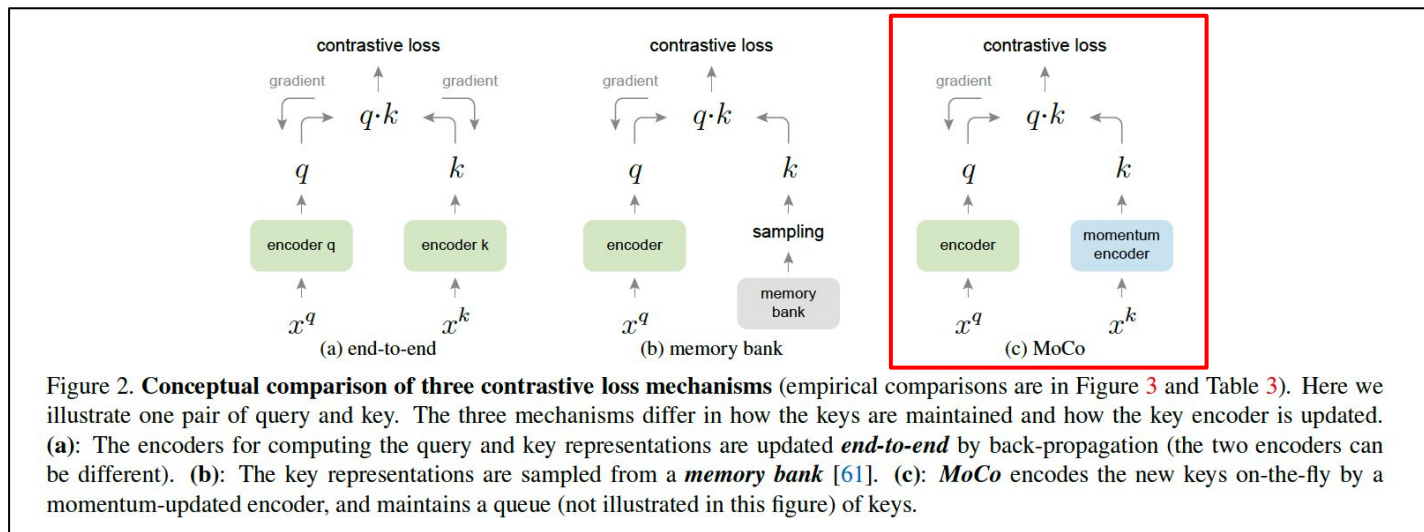 contrastive loss contrastive loss contrastive loss
gradient gradient gradient gradient
q·k q·k q·k
q k q k q k
encoder q encoder k encoder sampling encoder momentum encoder
memory bank
x^q x^k x^q x^q x^k
(a) end-to-end (b) memory bank (c) MoCo
Figure 2. Conceptual comparison of three contrastive loss mechanisms (empirical comparisons are in Figure 3 and Table 3). Here we
illustrate one pair of query and key. The three mechanisms differ in how the keys are maintained and how the key encoder is updated.
(a): The encoders for computing the query and key representations are updated end-to-end by back-propagation (the two encoders can
be different). (b): The key representations are sampled from a memory bank [61]. (c): MoCo encodes the new keys on-the-fly by a
momentum-updated encoder, and maintains a queue (not illustrated in this figure) of keys.